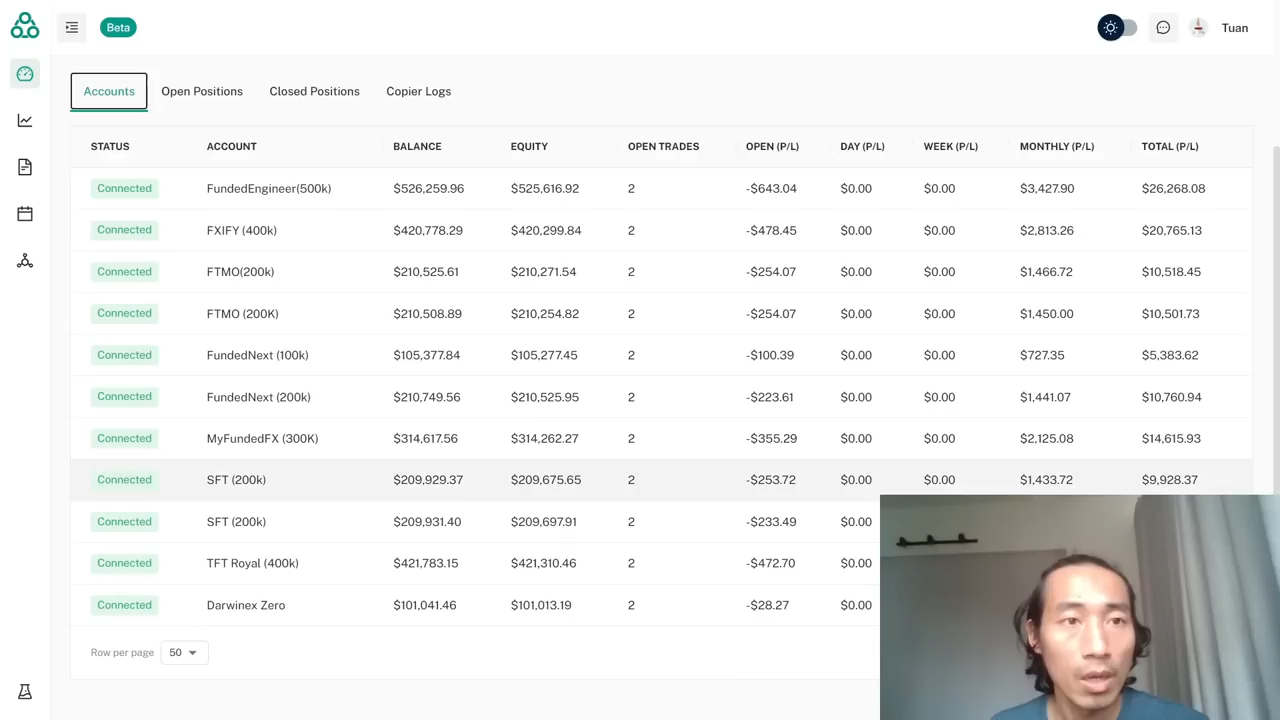 Beta
Tuan
Accounts Open Positions Closed Positions Copier Logs
STATUS ACCOUNT BALANCE EQUITY OPEN TRADES OPEN (P/L) DAY (P/L) WEEK (P/L) MONTHLY (P/L) TOTAL (P/L)
Connected FundedEngineer(500k) $526,259.96 $525,616.92 2 -$643.04 $0.00 $0.00 $3,427.90 $26,268.08
Connected FXIFY (400k) $420,778.29 $420,299.84 2 -$478.45 $0.00 $0.00 $2,813.26 $20,765.13
Connected FTMO(200k) $210,525.61 $210,271.54 2 -$254.07 $0.00 $0.00 $1,466.72 $10,518.45
Connected FTMO (200K) $210,508.89 $210,254.82 2 -$254.07 $0.00 $0.00 $1,450.00 $10,501.73
Connected FundedNext (100k) $105,377.84 $105,277.45 2 -$100.39 $0.00 $0.00 $727.35 $5,383.62
Connected FundedNext (200k) $210,749.56 $210,525.95 2 -$223.61 $0.00 $0.00 $1,441.07 $10,760.94
Connected MyFundedFX (300K) $314,617.56 $314,262.27 2 -$355.29 $0.00 $0.00 $2,125.08 $14,615.93
Connected SFT (200k) $209,929.37 $209,675.65 2 -$253.72 $0.00 $0.00 $1,433.72 $9,928.37
Connected SFT (200k) $209,931.40 $209,697.91 2 -$233.49 $0.00
Connected TFT Royal (400k) $421,783.15 $421,310.46 2 -$472.70 $0.00
Connected Darwinex Zero $101,041.46 $101,013.19 2 -$28.27 $0.00
Row per page 50